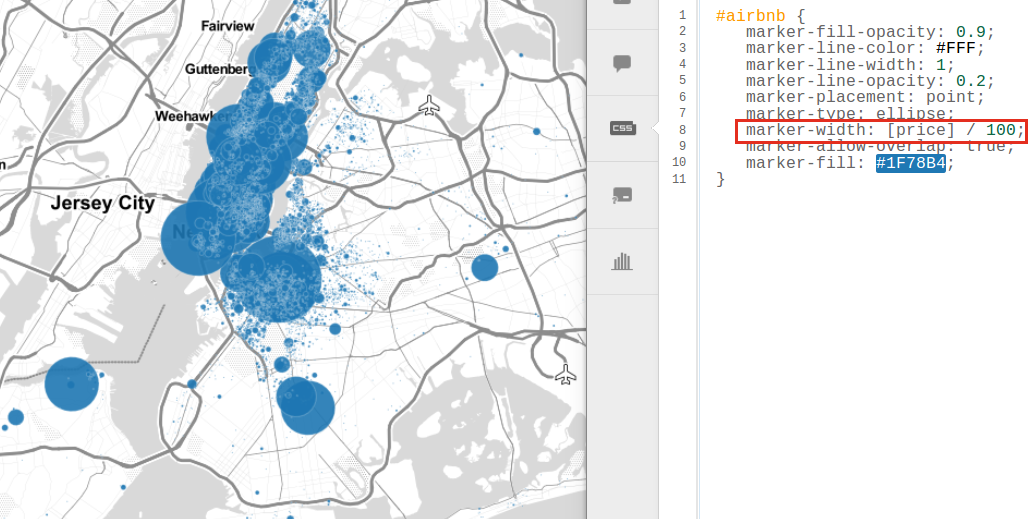 Fairview
Guttenberg
Weehawke
n
Jersey City
Ne
CSS
1 #airbnb {
2 marker-fill-opacity: 0.9;
3 marker-line-color: #FFF;
4 marker-line-width: 1;
5 marker-line-opacity: 0.2;
6 marker-placement: point;
7 marker-type: ellipse;
8 marker-width: [price] / 100;
9 marker-allow-overlap: true;
10 marker-fill: #1F78B4;
11 }